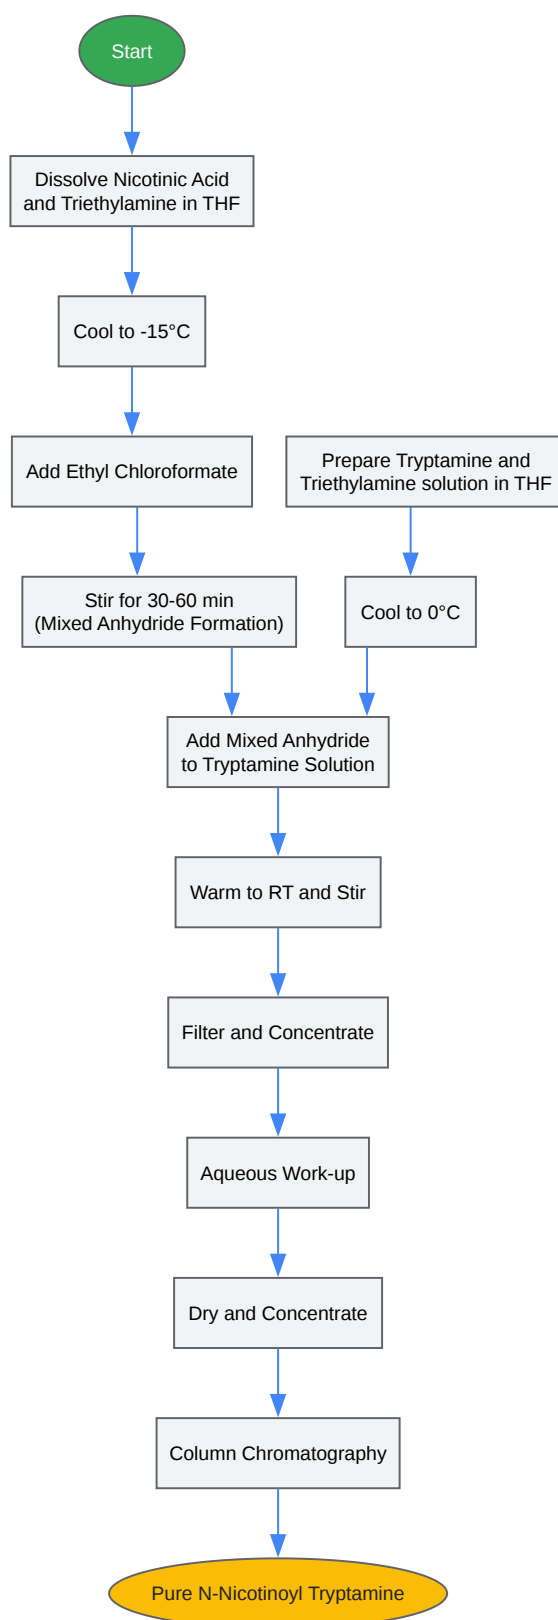 Start
Dissolve Nicotinic Acid
and Triethylamine in THF
Cool to -15°C
Add Ethyl Chloroformate
Prepare Tryptamine and
Triethylamine solution in THF
Stir for 30-60 min
(Mixed Anhydride Formation)
Cool to 0°C
Add Mixed Anhydride
to Tryptamine Solution
Warm to RT and Stir
Filter and Concentrate
Aqueous Work-up
Dry and Concentrate
Column Chromatography
Pure N-Nicotinoyl Tryptamine